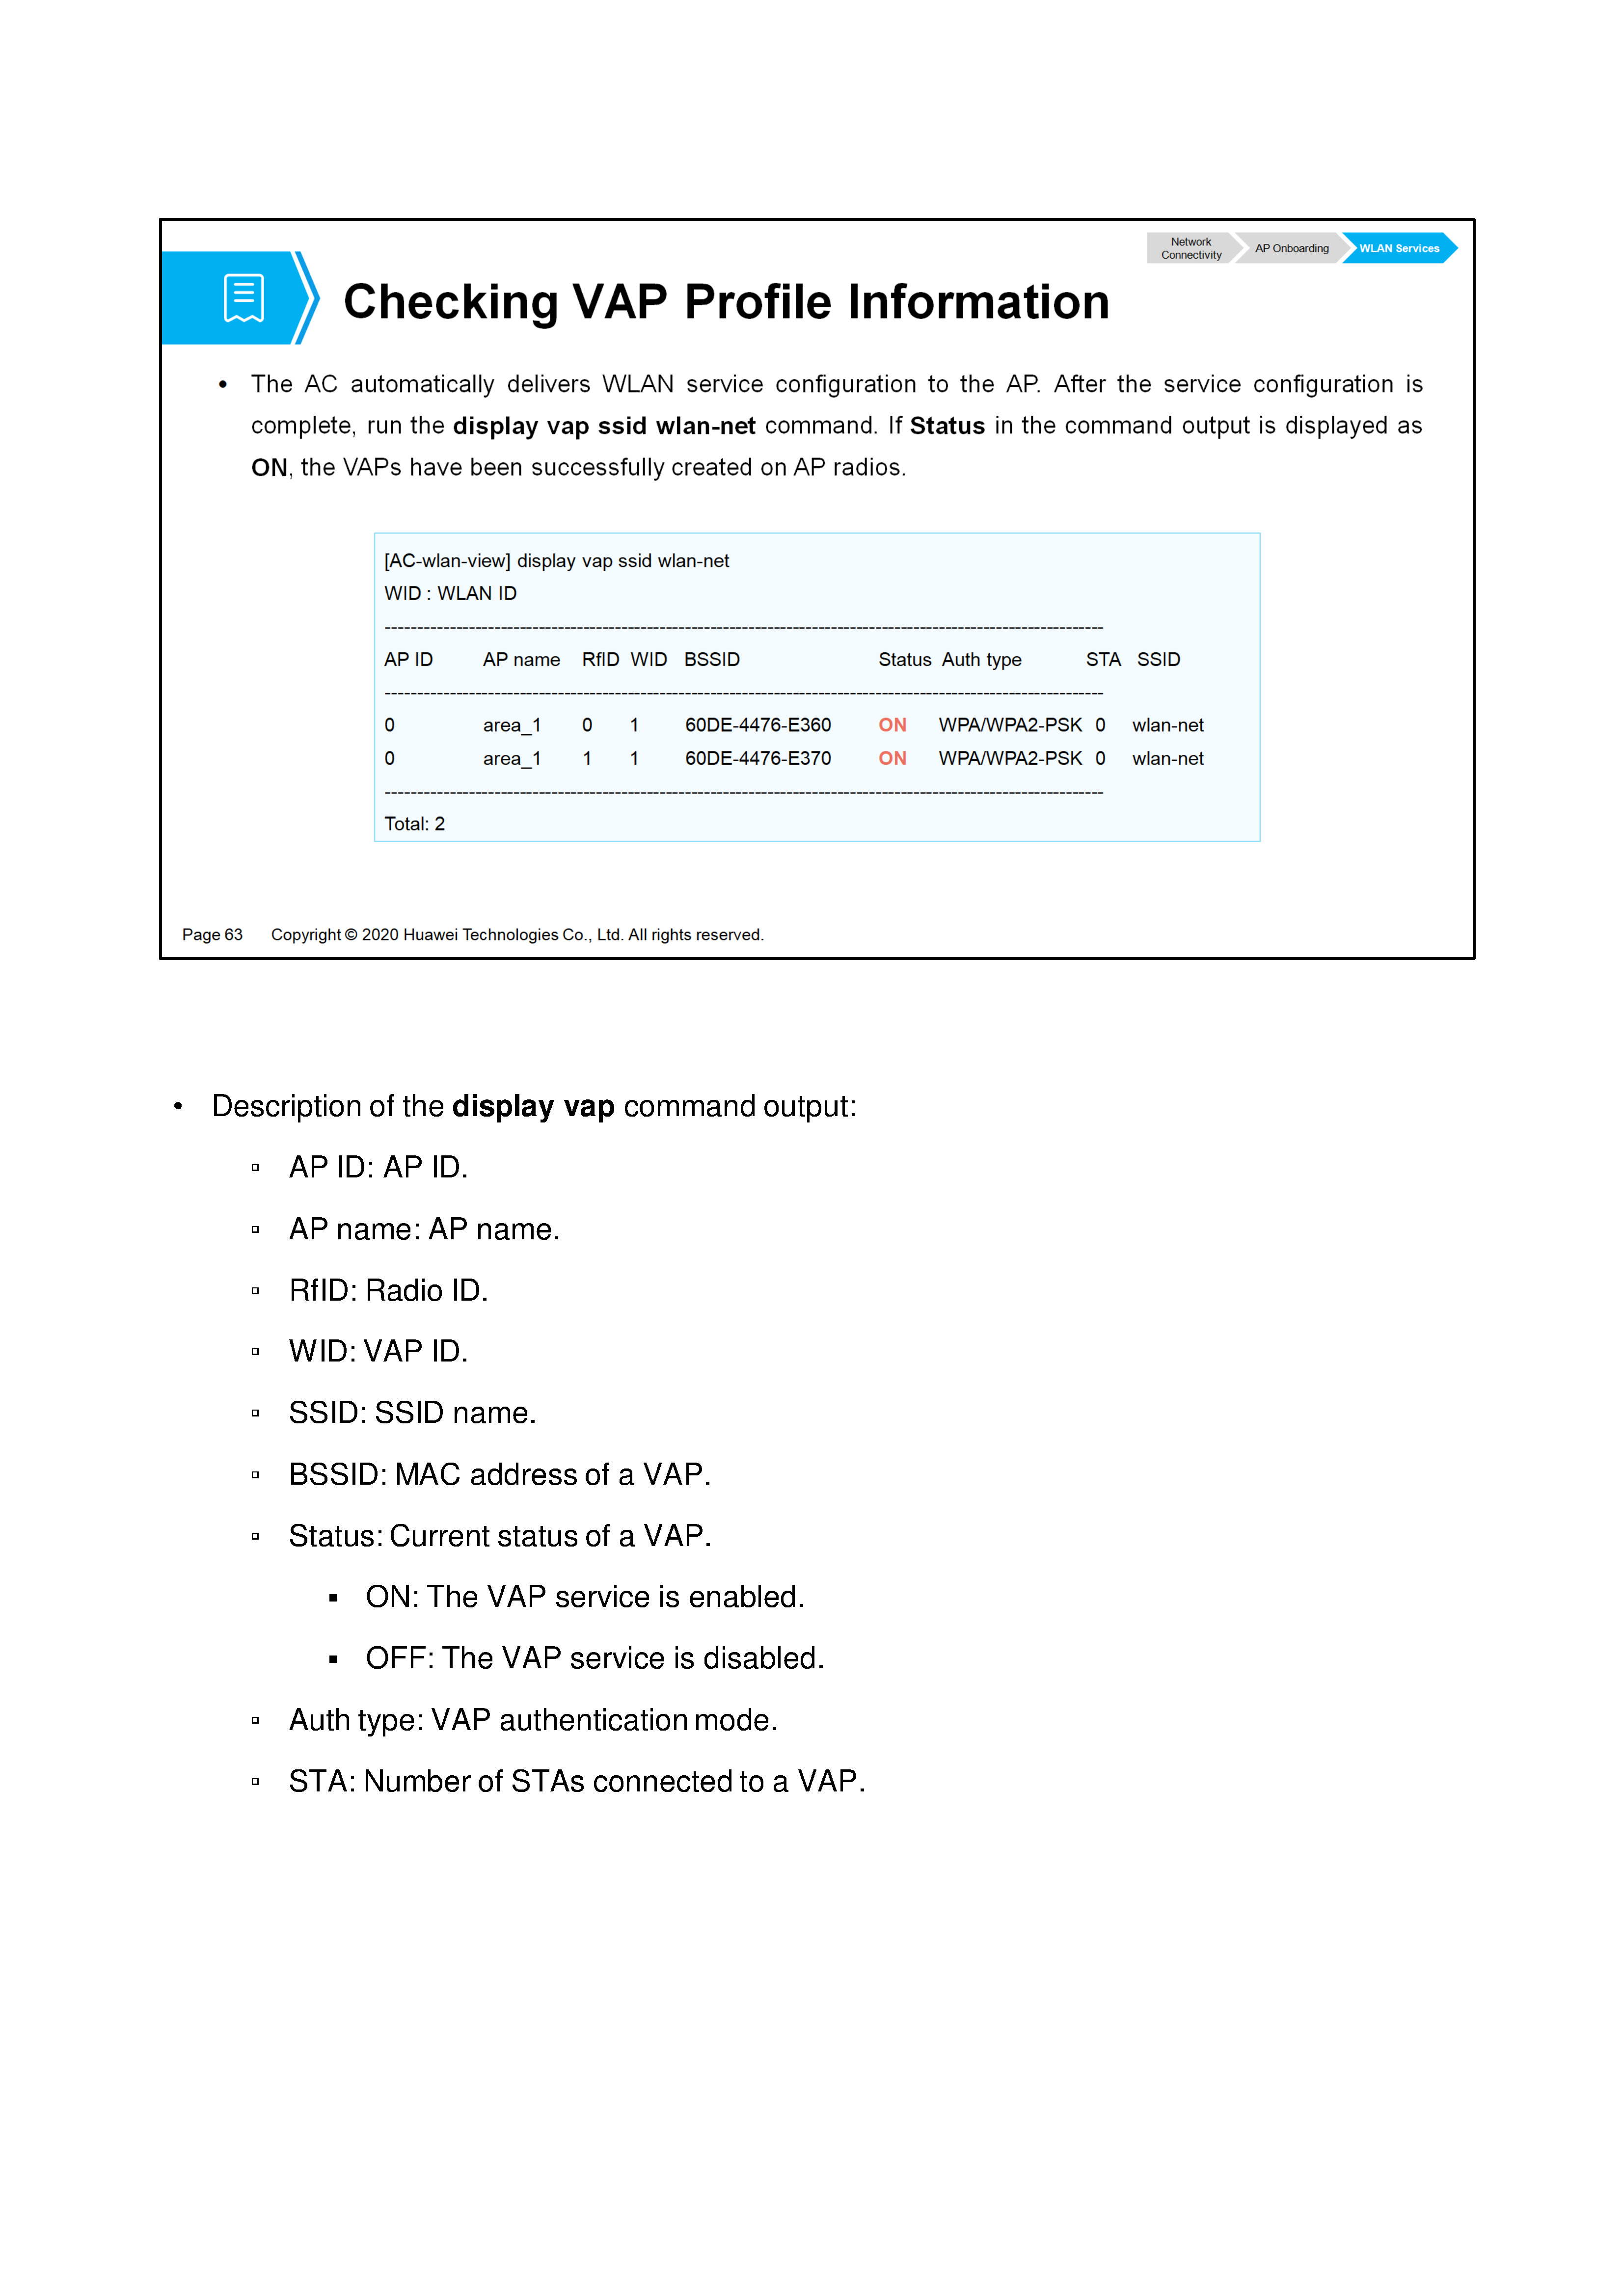 Network
Connectivity
AP Onboarding
WLAN Services
Checking VAP Profile Information
• The AC automatically delivers WLAN service configuration to the AP. After the service configuration is
complete, run the display vap ssid wlan-net command. If Status in the command output is displayed as
ON, the VAPs have been successfully created on AP radios.
[AC-wlan-view] display vap ssid wlan-net
WID : WLAN ID
--------------------------------------------------------------------------------------------------------------
AP ID AP name RfID WID BSSID Status Auth type STA SSID
--------------------------------------------------------------------------------------------------------------
0 area_1 0 1 60DE-4476-E360 ON WPA/WPA2-PSK 0 wlan-net
0 area_1 1 1 60DE-4476-E370 ON WPA/WPA2-PSK 0 wlan-net
--------------------------------------------------------------------------------------------------------------
Total: 2
Page 63 Copyright © 2020 Huawei Technologies Co., Ltd. All rights reserved.
• Description of the display vap command output:
▫ AP ID: AP ID.
▫ AP name: AP name.
▫ RfID: Radio ID.
▫ WID: VAP ID.
▫ SSID: SSID name.
▫ BSSID: MAC address of a VAP.
▫ Status: Current status of a VAP.
▪ ON: The VAP service is enabled.
▪ OFF: The VAP service is disabled.
▫ Auth type: VAP authentication mode.
▫ STA: Number of STAs connected to a VAP.